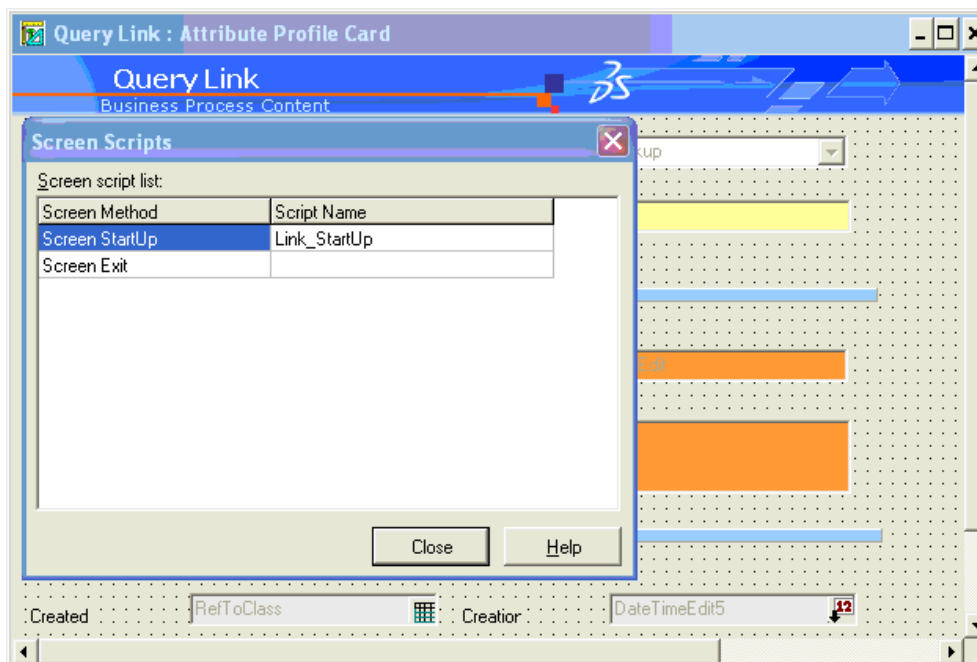 Query Link : Attribute Profile Card
Query Link
Business Process Content
Screen Scripts
kup
Screen script list:
Screen Method Script Name
Screen StartUp Link_StartUp
Screen Exit
Edit
Close Help
Created RefToClass Creatior DateTimeEdit5 12